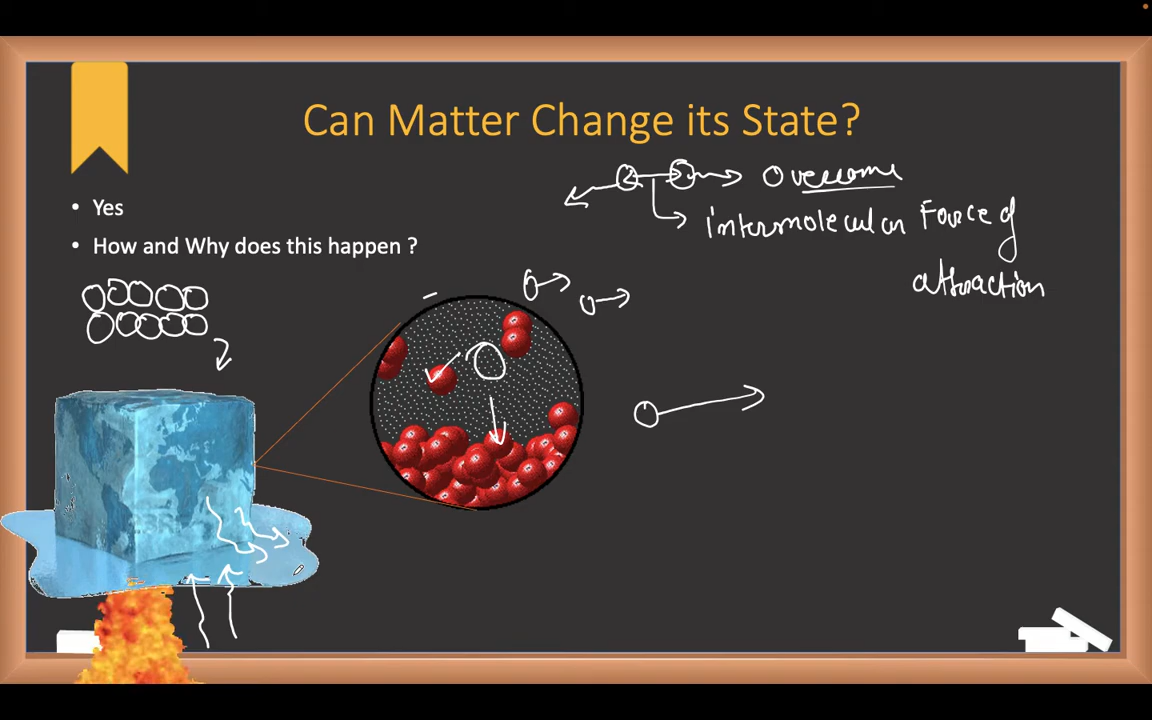 Can Matter Change its State?
• Yes
• How and Why does this happen ?
Overcome
intermolecular Force of
attraction